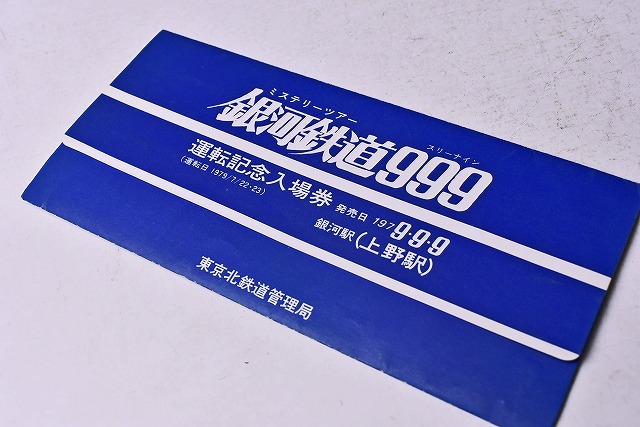 ミステリーツアー
スリーナイン
銀河鉄道999
運転記念入場券
(運転日 1979/7/22-23)
発売日 1979・9・9
銀河駅(上野駅)
東京北鉄道管理局